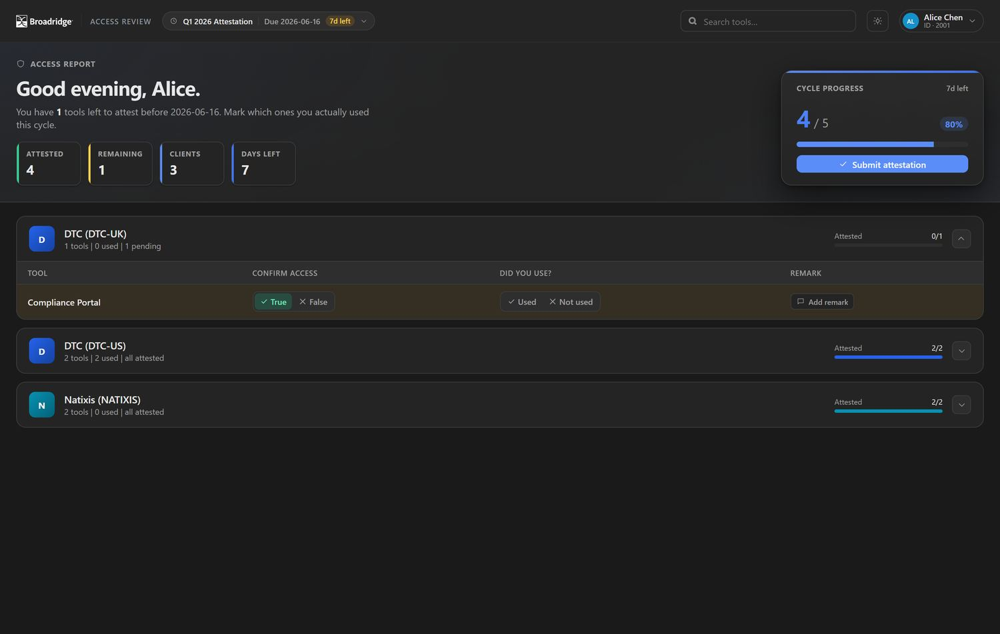 Broadridge
ACCESS REVIEW
Q1 2026 Attestation
Due 2026-06-16
7d left
Search tools...
AL
Alice Chen
ID · 2001
ACCESS REPORT
Good evening, Alice.
You have 1 tools left to attest before 2026-06-16. Mark which ones you actually used
this cycle.
ATTESTED
4
REMAINING
1
CLIENTS
3
DAYS LEFT
7
CYCLE PROGRESS
7d left
4 / 5
80%
Submit attestation
D
DTC (DTC-UK)
1 tools | 0 used | 1 pending
Attested
0/1
TOOL
CONFIRM ACCESS
DID YOU USE?
REMARK
Compliance Portal
True
False
Used
Not used
Add remark
D
DTC (DTC-US)
2 tools | 2 used | all attested
Attested
2/2
N
Natixis (NATIXIS)
2 tools | 0 used | all attested
Attested
2/2